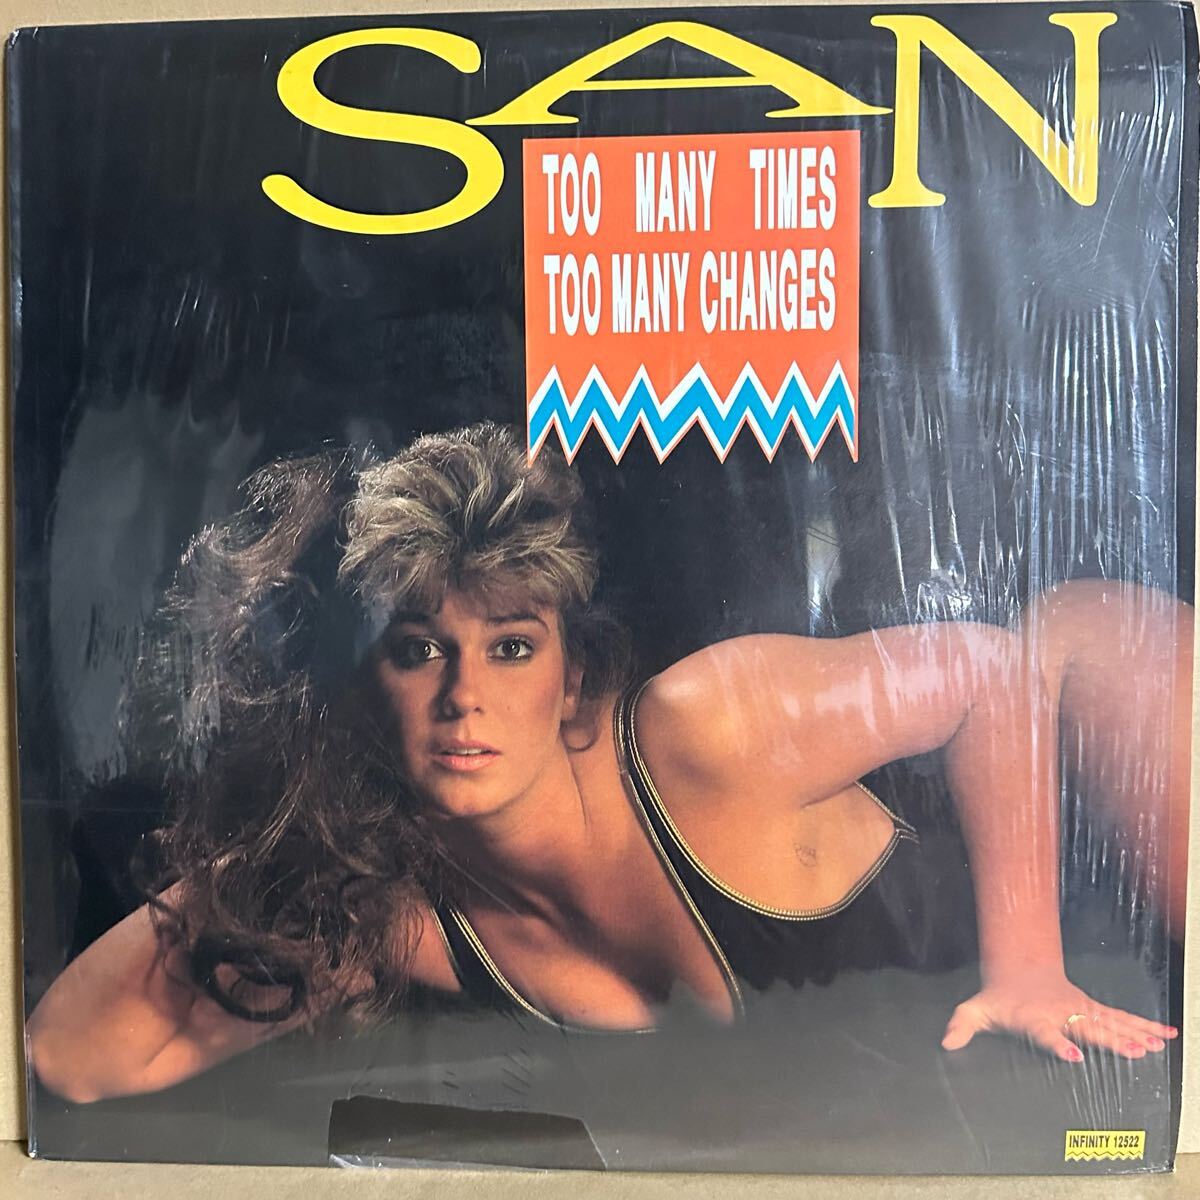 SAN
TOO MANY TIMES
TOO MANY CHANGES
INFINITY 12522